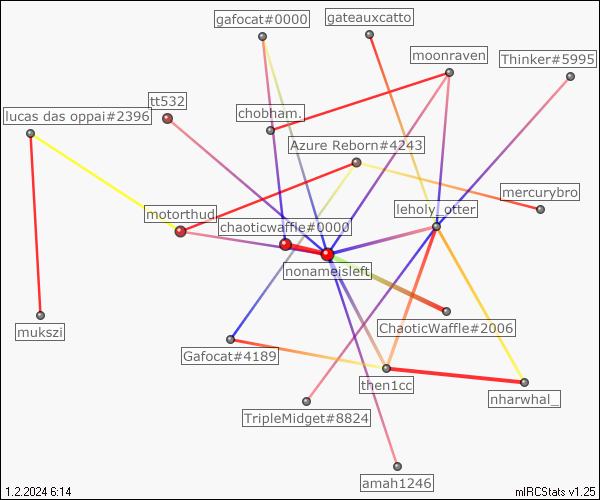 gafocat#0000
gateauxcatto
moonraven
Thinker#5995
tt532
lucas das oppai#2396
chobham.
Azure Reborn#4243
mercurybro
motorthud
chaoticwaffle#0000
leholy_otter
nonameisleft
mukszi
ChaoticWaffle#2006
Gafocat#4189
then1cc
nharwhal_
TripleMidget#8824
amah1246
1.2.2024 6:14
mIRCStats v1.25